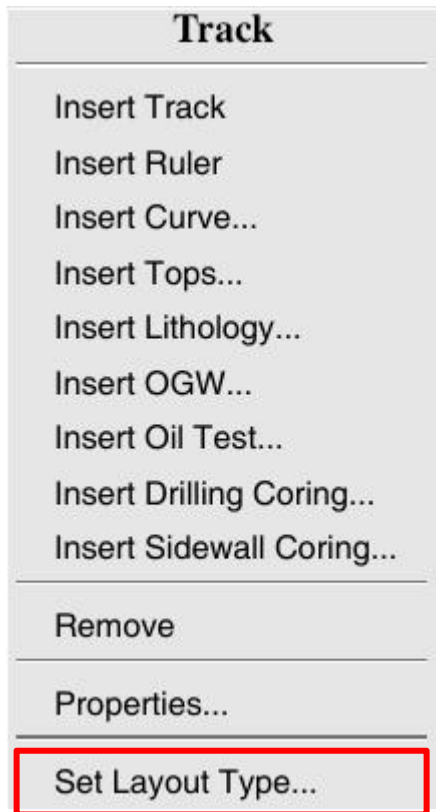 Track
Insert Track
Insert Ruler
Insert Curve...
Insert Tops...
Insert Lithology...
Insert OGW...
Insert Oil Test...
Insert Drilling Coring...
Insert Sidewall Coring...
Remove
Properties...
Set Layout Type...